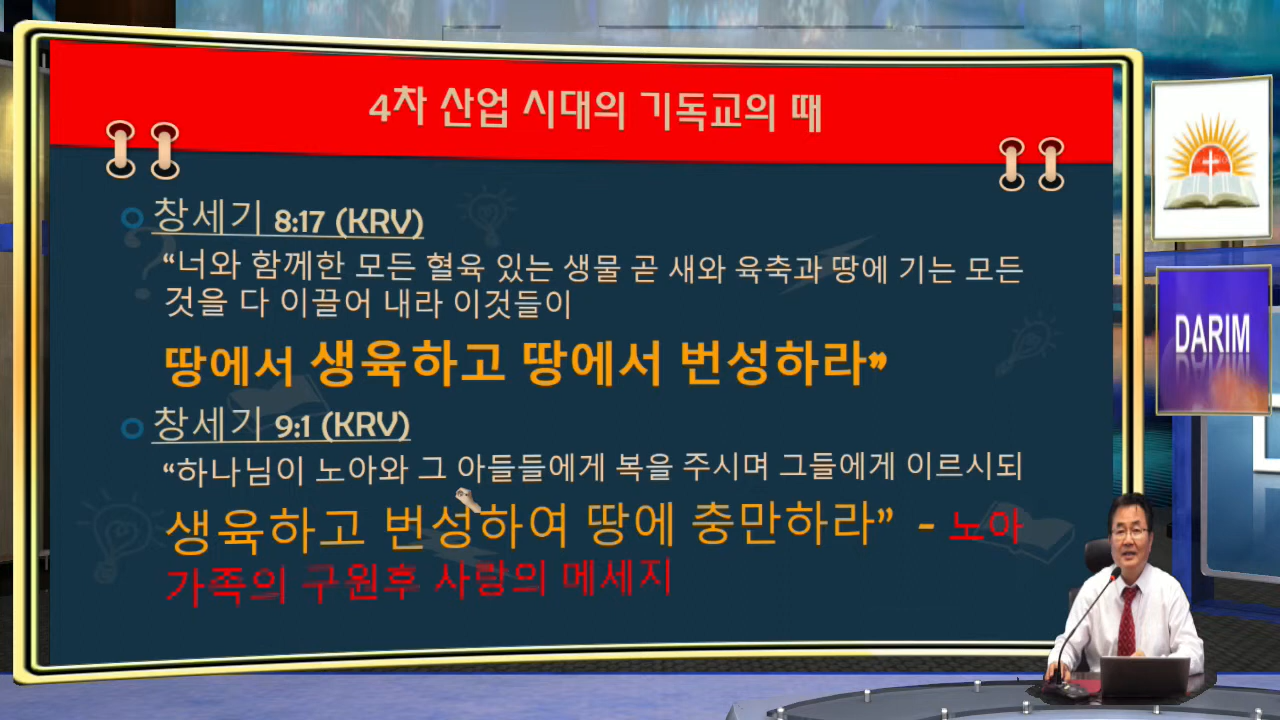 4차 산업 시대의 기독교의 때
창세기 8:17 (KRV)
“너와 함께한 모든 혈육 있는 생물 곧 새와 육축과 땅에 기는 모든
것을 다 이끌어 내라 이것들이
땅에서 생육하고 땅에서 번성하라”
창세기 9:1 (KRV)
“하나님이 노아와 그 아들들에게 복을 주시며 그들에게 이르시되
생육하고 번성하여 땅에 충만하라” - 노아
가족의 구원후 사랑의 메세지
DARIM